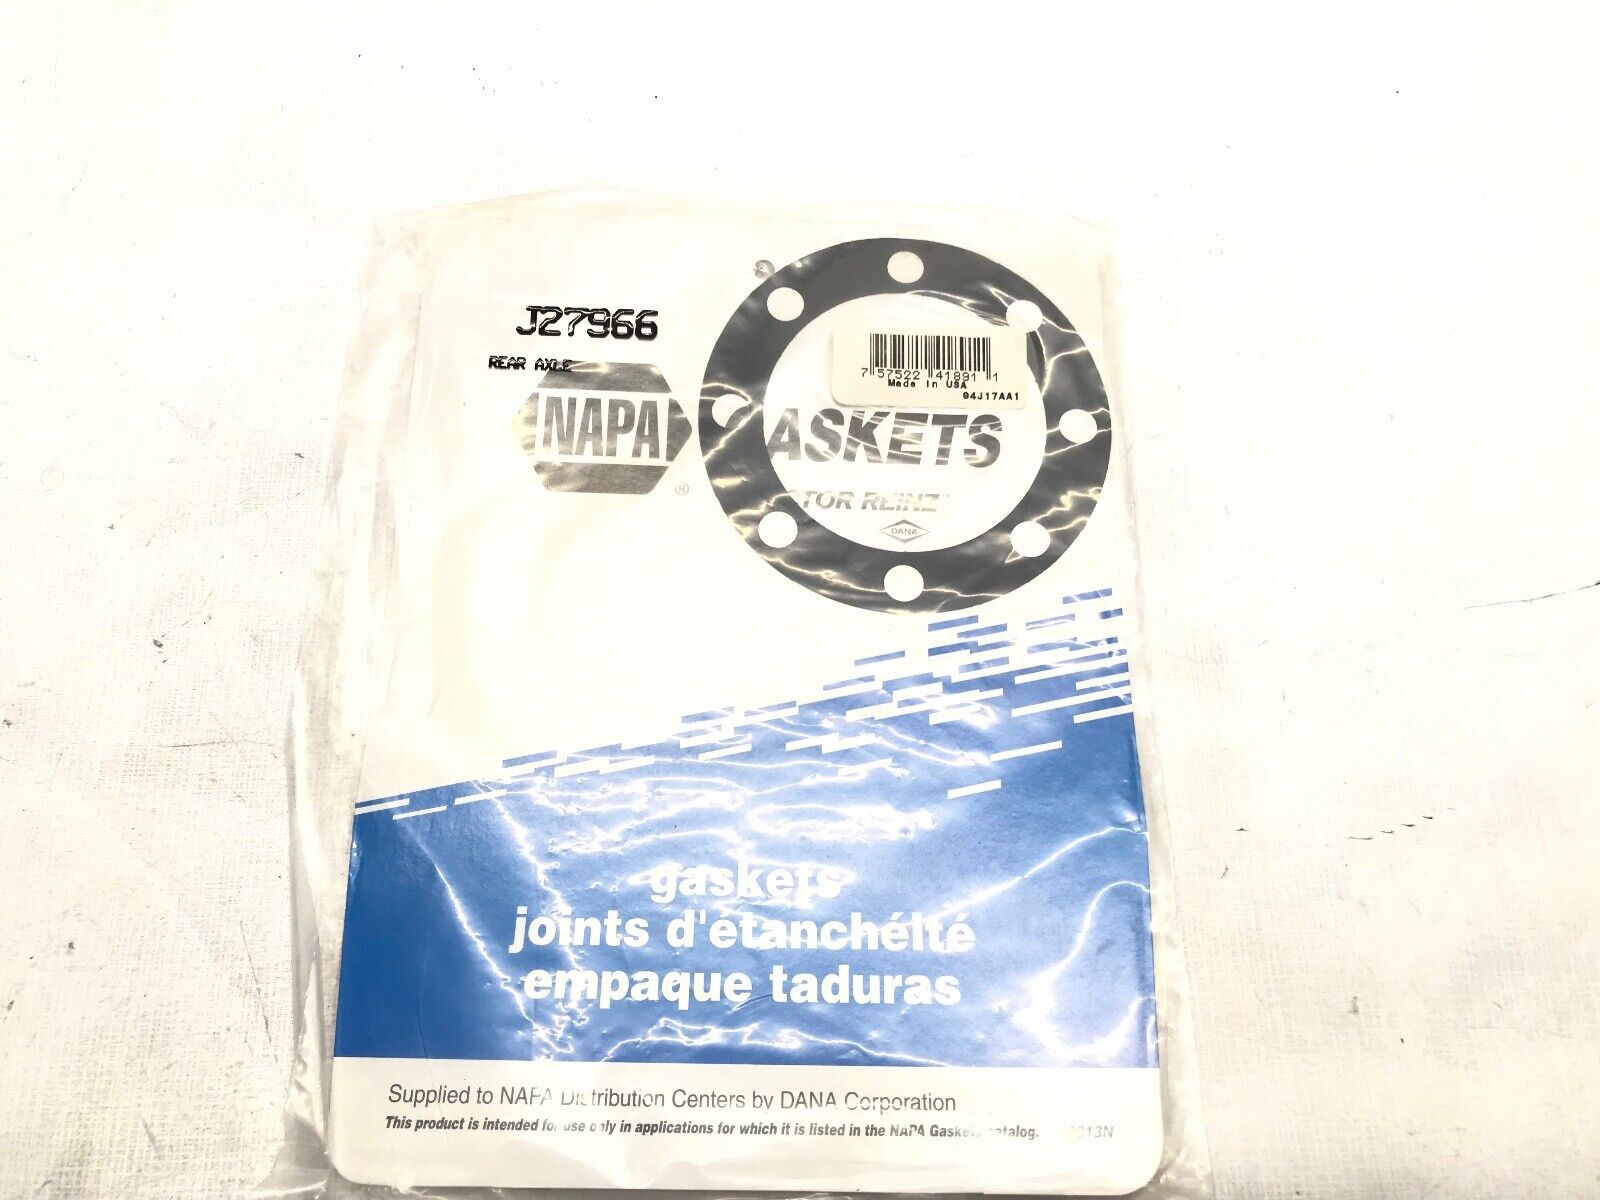 J27966
REAR AXLE
NAPA
®
7 57522 41891 1
Made in USA
04J17AA1
ASKETS
TOR REINZ™
DANA
gaskets
joints d'étanchéité
empaque taduras
Supplied to NAPA Distribution Centers by DANA Corporation
This product is intended for use only in applications for which it is listed in the NAPA Gaskets catalog.
013N